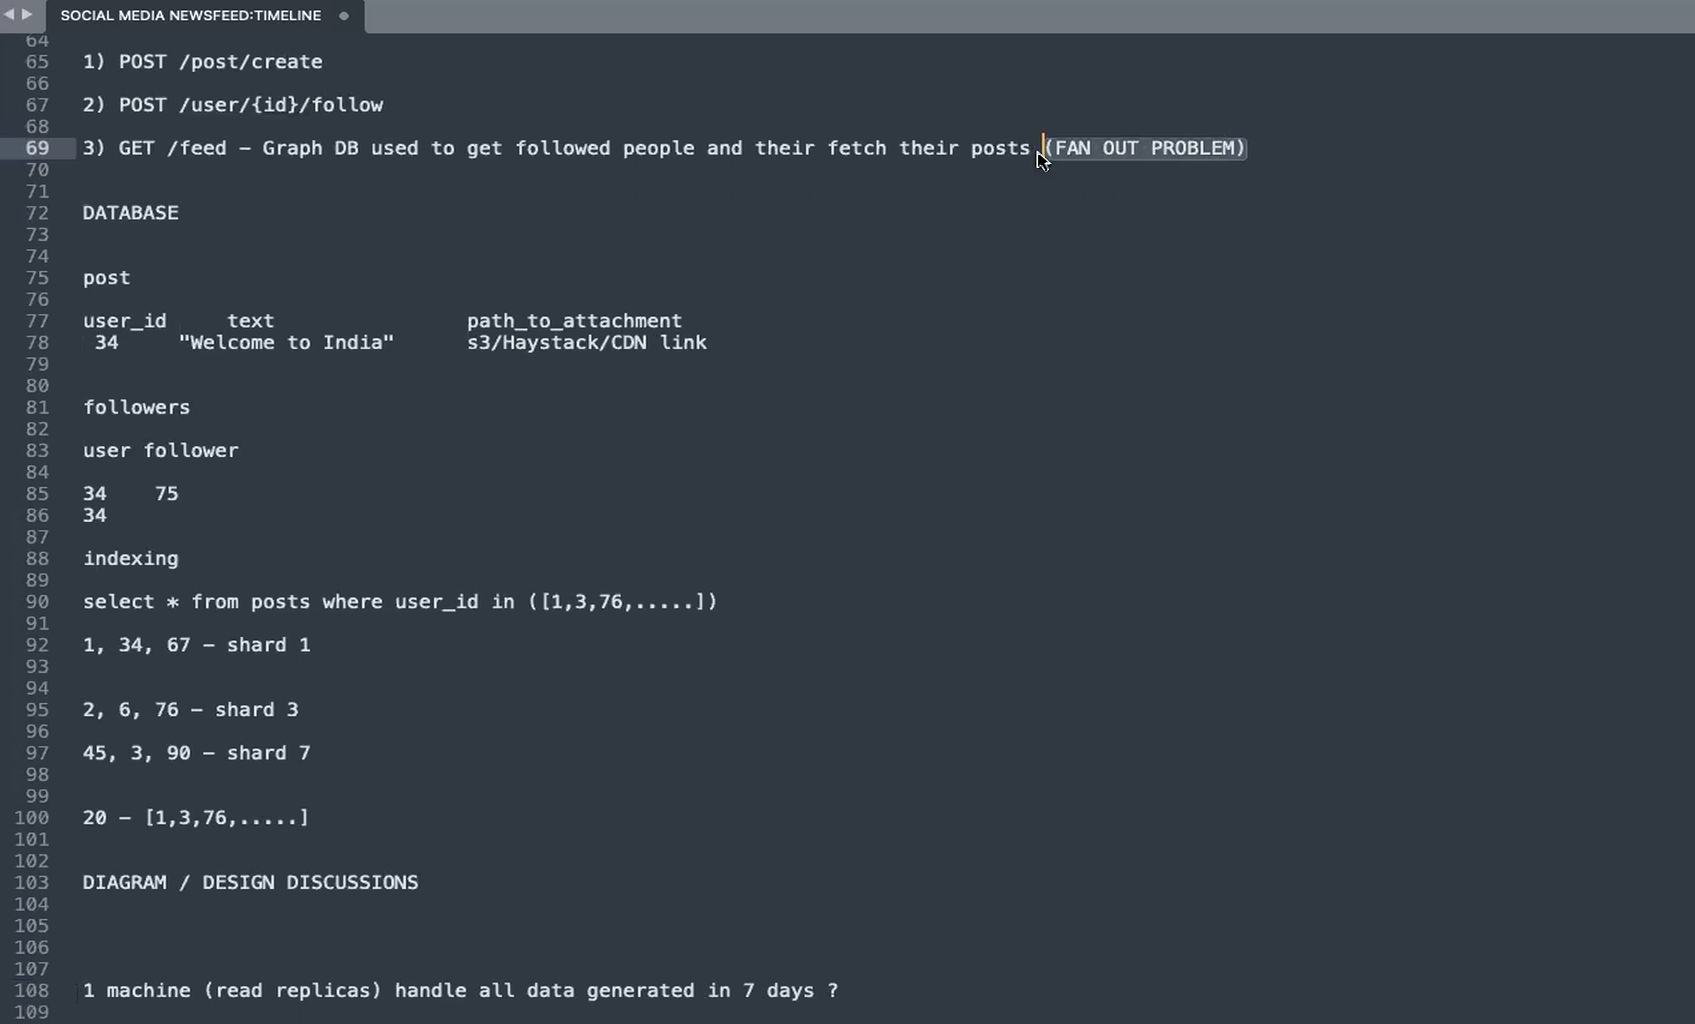 SOCIAL MEDIA NEWSFEED:TIMELINE
64
65 1) POST /post/create
66
67 2) POST /user/{id}/follow
68
69 3) GET /feed – Graph DB used to get followed people and their fetch their posts (FAN OUT PROBLEM)
70
71
72 DATABASE
73
74
75 post
76
77 user_id text path_to_attachment
78 34 "Welcome to India" s3/Haystack/CDN link
79
80
81 followers
82
83 user follower
84
85 34 75
86 34
87
88 indexing
89
90 select * from posts where user_id in ([1,3,76,.....])
91
92 1, 34, 67 – shard 1
93
94
95 2, 6, 76 – shard 3
96
97 45, 3, 90 – shard 7
98
99
100 20 – [1,3,76,.....]
101
102
103 DIAGRAM / DESIGN DISCUSSIONS
104
105
106
107
108 1 machine (read replicas) handle all data generated in 7 days ?
109